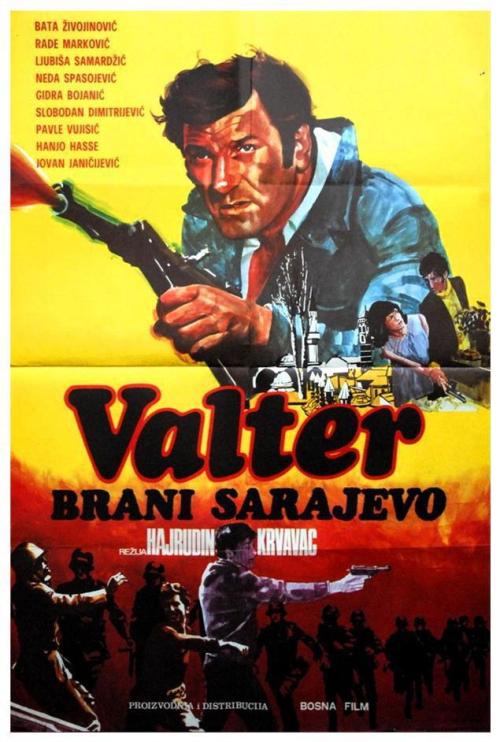 BATA ŽIVOJINOVIĆ
RADE MARKOVIĆ
LJUBIŠA SAMARDŽIĆ
NEDA SPASOJEVIĆ
GIDRA BOJANIĆ
SLOBODAN DIMITRIJEVIĆ
PAVLE VUJISIĆ
HANJO HASSE
JOVAN JANIČIJEVIĆ
Valter
BRANI SARAJEVO
REŽIJA HAJRUDIN KRVAVAC
PROIZVODNJA i DISTRIBUCIJA BOSNA FILM